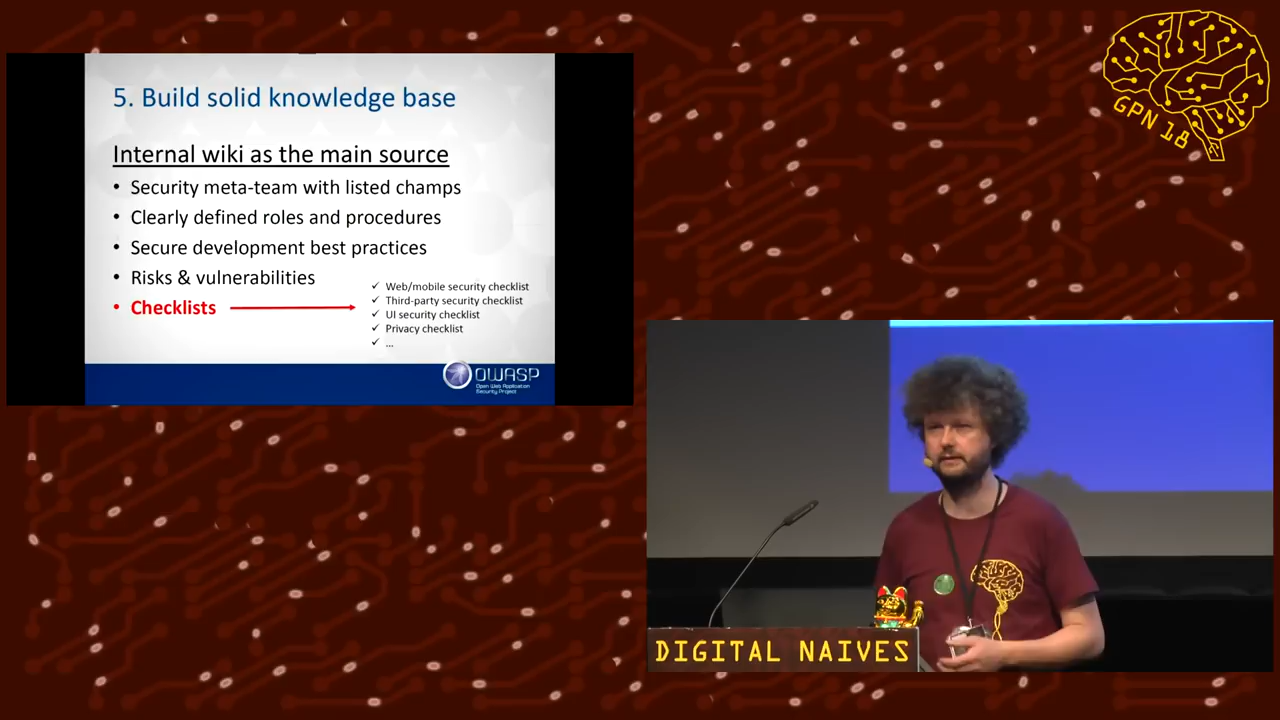 5. Build solid knowledge base
Internal wiki as the main source
• Security meta-team with listed champs
• Clearly defined roles and procedures
• Secure development best practices
• Risks & vulnerabilities
• Checklists
✓ Web/mobile security checklist
✓ Third-party security checklist
✓ UI security checklist
✓ Privacy checklist
✓ ...
OWASP
Open Web Application
Security Project
GPN 18
DIGITAL NAIVES